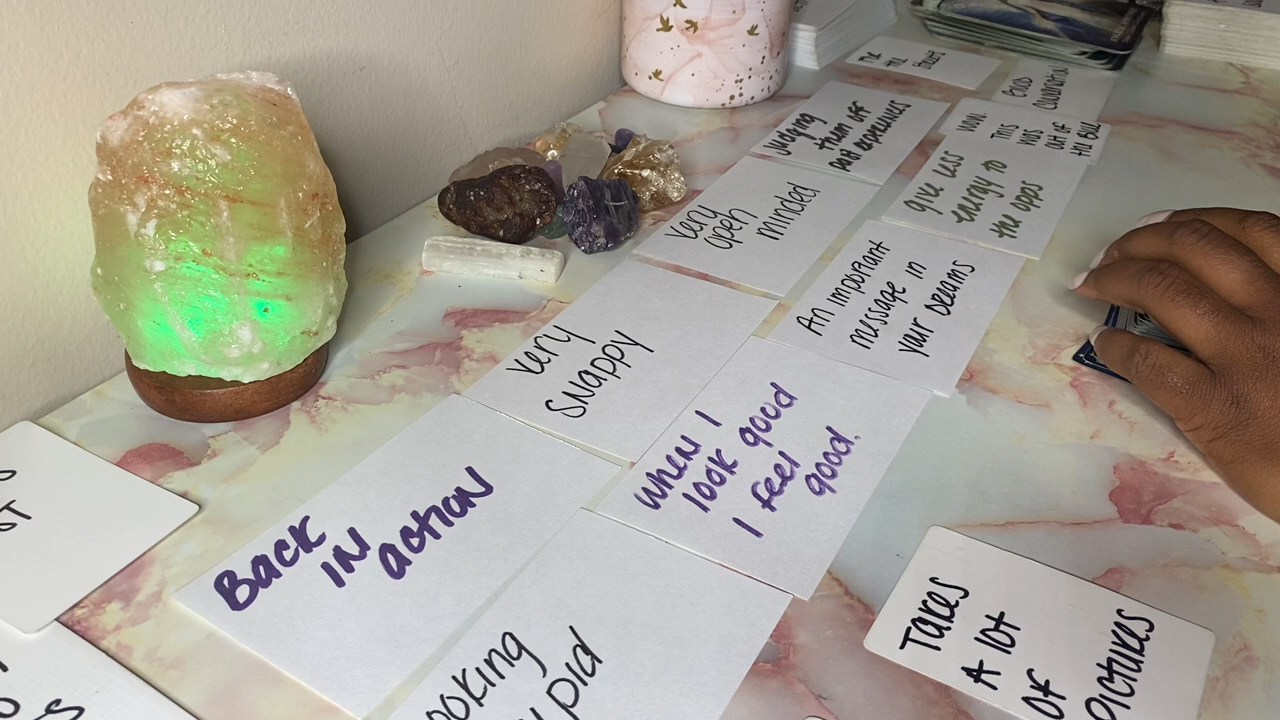 good
Judging
them off
past experiences
WOW
THIS
WAS
OUT OF
THE BLUE
Very
open
minded
give less
energy to
the opps
Very
SNAPPY
An important
message in
your dreams
BACK
IN
action
WHEN I
look good
I feel
good.
TAKES
A lot
OF
PICTURES